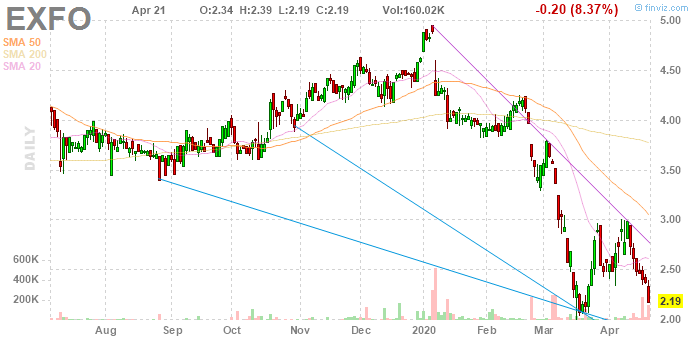 EXFO Apr 21 O:2.34 H:2.39 L:2.19 C:2.19 Vol:160.02K -0.20 (8.37%) © finviz.com
SMA 50
SMA 200
SMA 20
DAILY
5.00
4.50
4.00
3.50
3.00
2.50
2.19
2.00
600K
400K
200K
Aug Sep Oct Nov Dec 2020 Feb Mar Apr